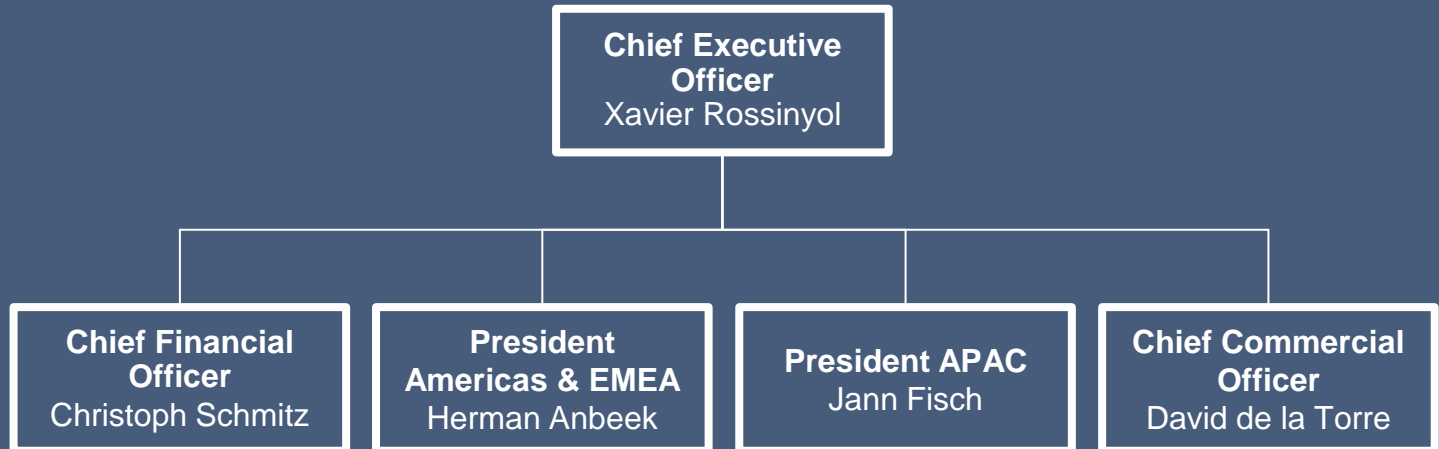 Chief Executive
Officer
Xavier Rossinyol
Chief Financial
Officer
Christoph Schmitz
President
Americas & EMEA
Herman Anbeek
President APAC
Jann Fisch
Chief Commercial
Officer
David de la Torre